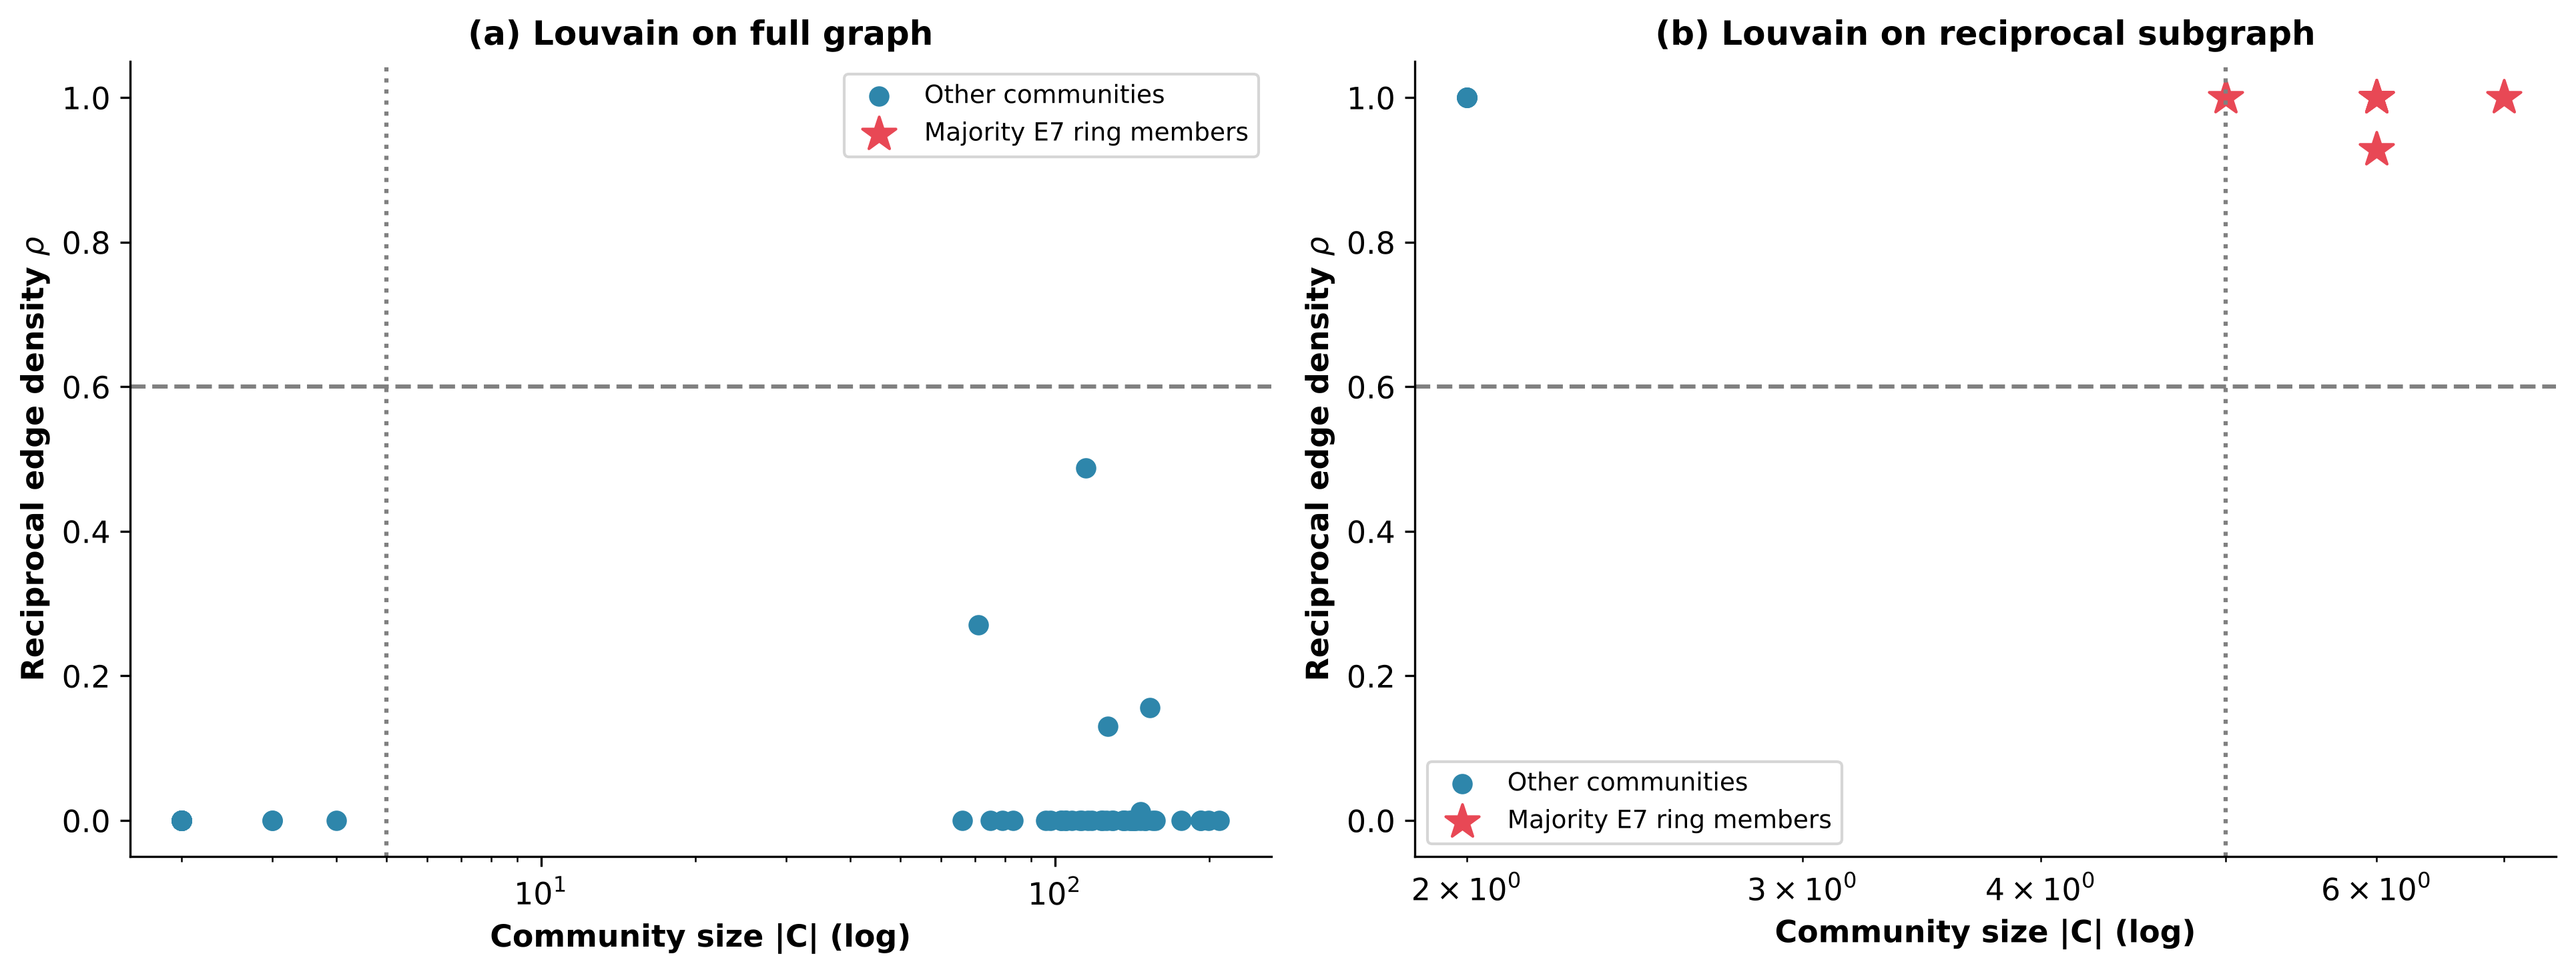 (a) Louvain on full graph
Reciprocal edge density ρ
1.0
0.8
0.6
0.4
0.2
0.0
Other communities
Majority E7 ring members
10¹
10²
Community size |C| (log)
(b) Louvain on reciprocal subgraph
Reciprocal edge density ρ
1.0
0.8
0.6
0.4
0.2
0.0
Other communities
Majority E7 ring members
2 × 10⁰
3 × 10⁰
4 × 10⁰
6 × 10⁰
Community size |C| (log)